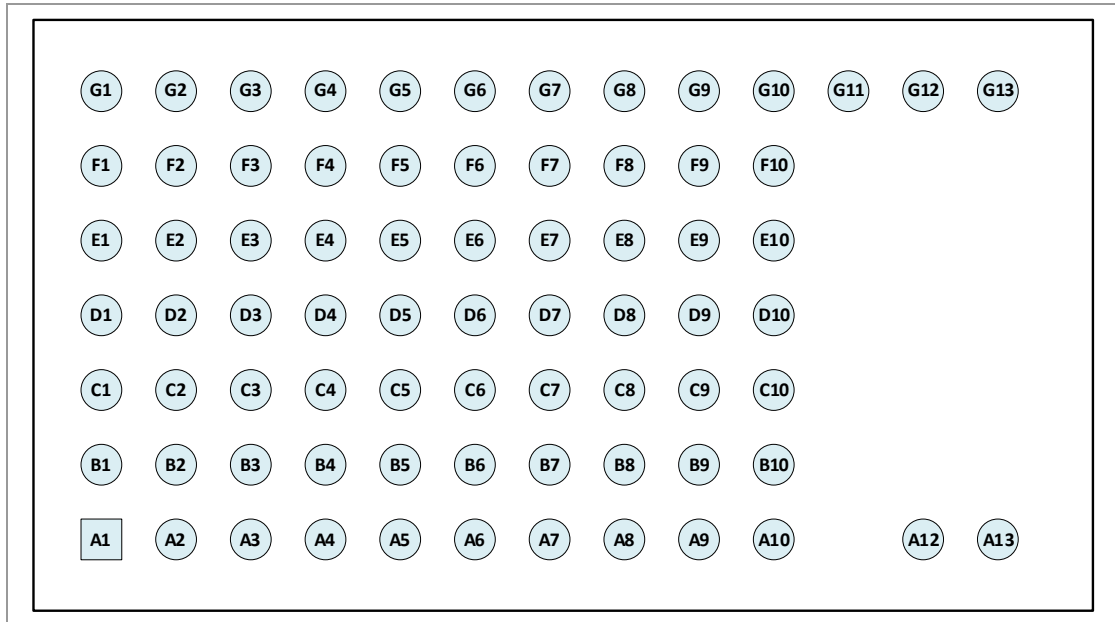 G1 G2 G3 G4 G5 G6 G7 G8 G9 G10 G11 G12 G13
F1 F2 F3 F4 F5 F6 F7 F8 F9 F10
E1 E2 E3 E4 E5 E6 E7 E8 E9 E10
D1 D2 D3 D4 D5 D6 D7 D8 D9 D10
C1 C2 C3 C4 C5 C6 C7 C8 C9 C10
B1 B2 B3 B4 B5 B6 B7 B8 B9 B10
A1 A2 A3 A4 A5 A6 A7 A8 A9 A10 A12 A13